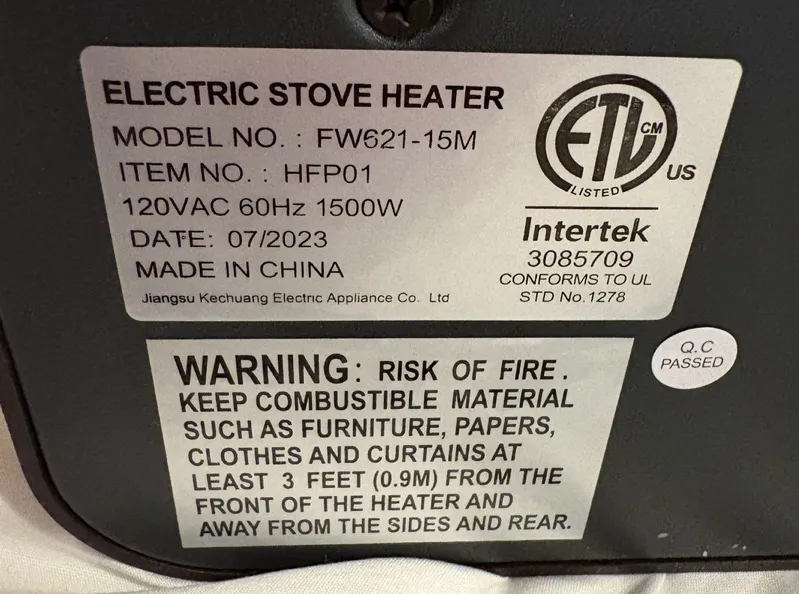 ELECTRIC STOVE HEATER
MODEL NO. : FW621-15M
ITEM NO. : HFP01
120VAC 60Hz 1500W
DATE: 07/2023
MADE IN CHINA
Jiangsu Kechuang Electric Appliance Co. Ltd
ETL CM
US
LISTED
Intertek
3085709
CONFORMS TO UL
STD No.1278
Q.C
PASSED
WARNING: RISK OF FIRE.
KEEP COMBUSTIBLE MATERIAL
SUCH AS FURNITURE, PAPERS,
CLOTHES AND CURTAINS AT
LEAST 3 FEET (0.9M) FROM THE
FRONT OF THE HEATER AND
AWAY FROM THE SIDES AND REAR.